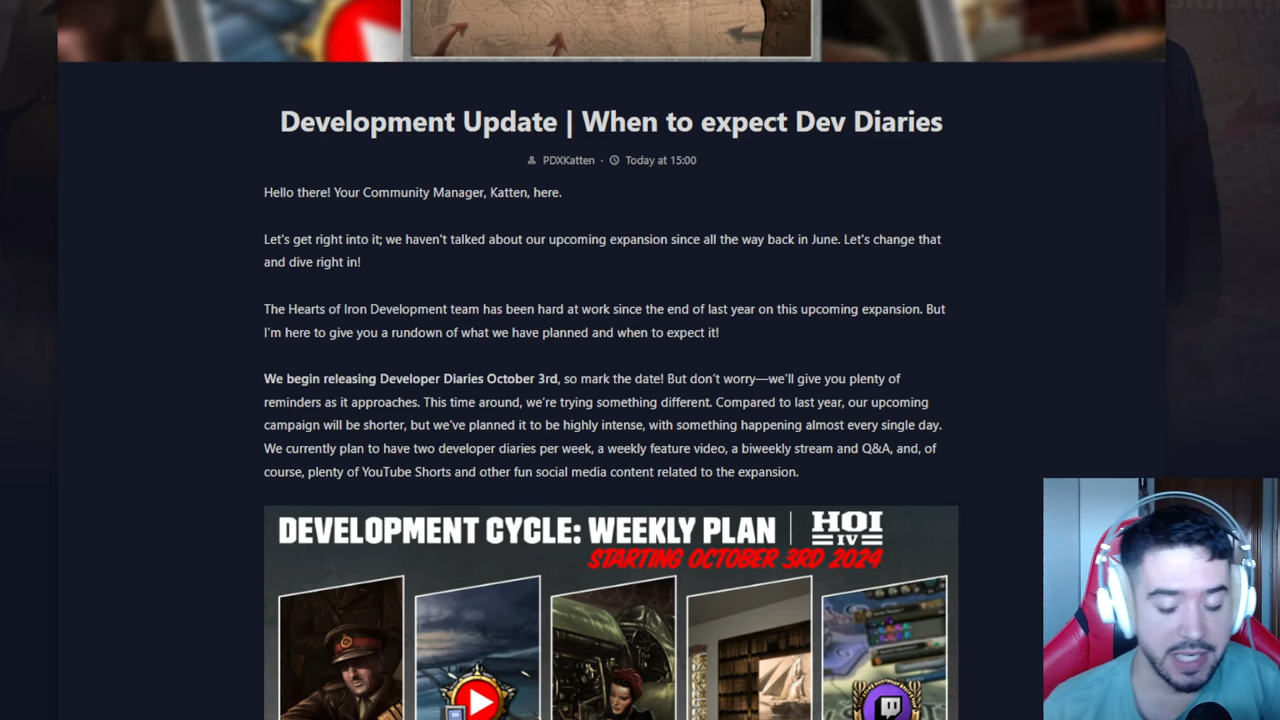 Development Update | When to expect Dev Diaries
PDXKatten · Today at 15:00
Hello there! Your Community Manager, Katten, here.
Let's get right into it; we haven't talked about our upcoming expansion since all the way back in June. Let's change that
and dive right in!
The Hearts of Iron Development team has been hard at work since the end of last year on this upcoming expansion. But
I'm here to give you a rundown of what we have planned and when to expect it!
We begin releasing Developer Diaries October 3rd, so mark the date! But don't worry—we'll give you plenty of
reminders as it approaches. This time around, we're trying something different. Compared to last year, our upcoming
campaign will be shorter, but we've planned it to be highly intense, with something happening almost every single day.
We currently plan to have two developer diaries per week, a weekly feature video, a biweekly stream and Q&A, and, of
course, plenty of YouTube Shorts and other fun social media content related to the expansion.
DEVELOPMENT CYCLE: WEEKLY PLAN | HOI IV
STARTING OCTOBER 3RD 2024